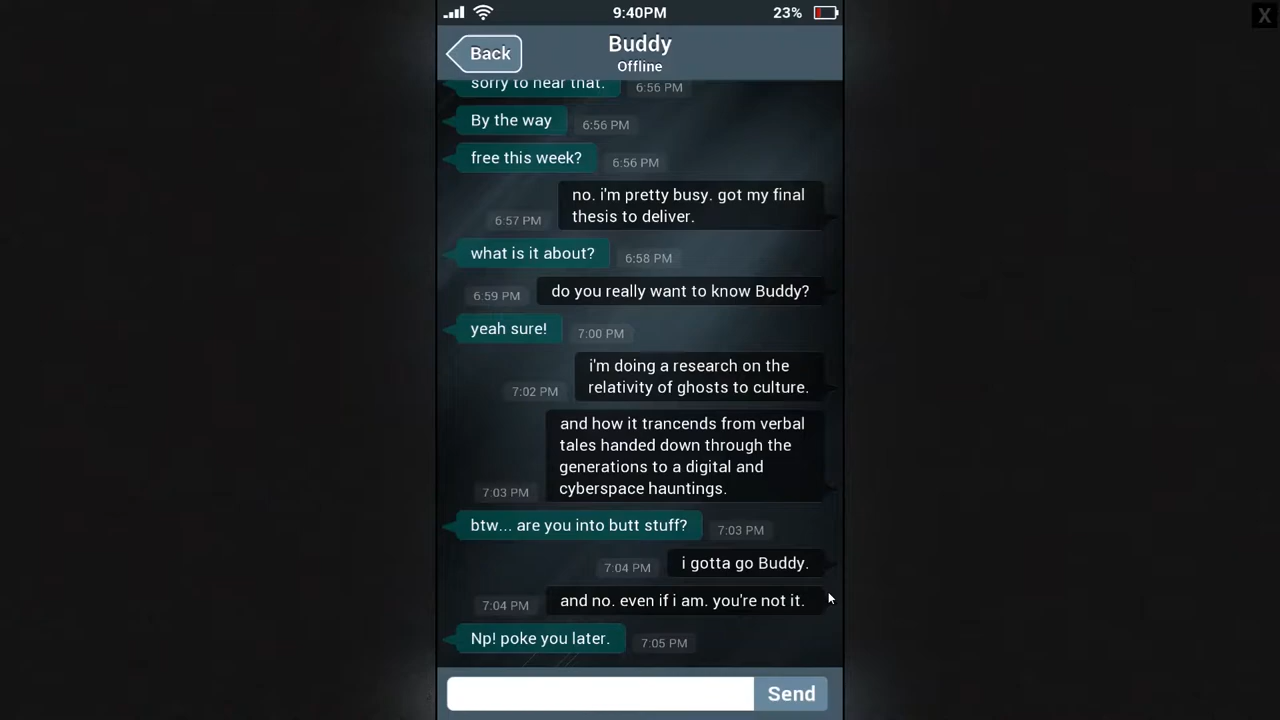 9:40PM
23%
X
Back
Buddy
Offline
sorry to hear that.
6:56 PM
By the way
6:56 PM
free this week?
6:56 PM
no. i'm pretty busy. got my final
thesis to deliver.
6:57 PM
what is it about?
6:58 PM
do you really want to know Buddy?
6:59 PM
yeah sure!
7:00 PM
i'm doing a research on the
relativity of ghosts to culture.
7:02 PM
and how it trancends from verbal
tales handed down through the
generations to a digital and
cyberspace hauntings.
7:03 PM
btw... are you into butt stuff?
7:03 PM
i gotta go Buddy.
7:04 PM
and no. even if i am. you're not it.
7:04 PM
Np! poke you later.
7:05 PM
Send